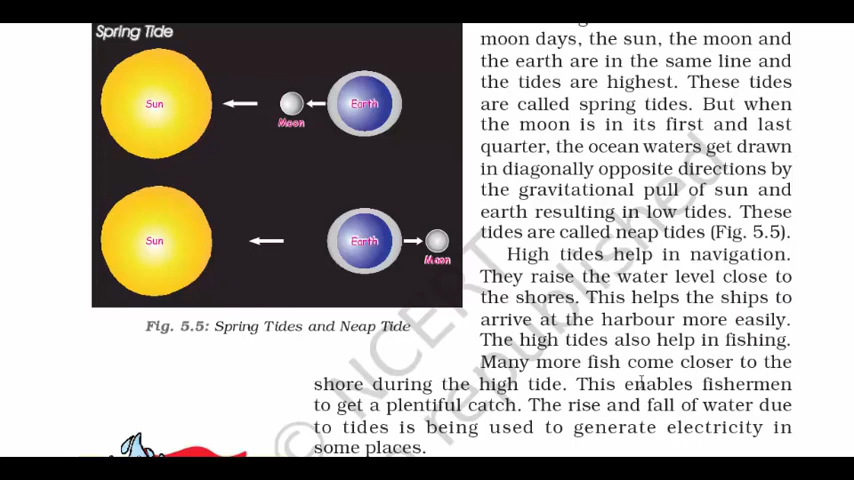 Spring Tide
Sun
Moon
Earth
Sun
Earth
Moon
Fig. 5.5: Spring Tides and Neap Tide
moon days, the sun, the moon and
the earth are in the same line and
the tides are highest. These tides
are called spring tides. But when
the moon is in its first and last
quarter, the ocean waters get drawn
in diagonally opposite directions by
the gravitational pull of sun and
earth resulting in low tides. These
tides are called neap tides (Fig. 5.5).
High tides help in navigation.
They raise the water level close to
the shores. This helps the ships to
arrive at the harbour more easily.
The high tides also help in fishing.
Many more fish come closer to the
shore during the high tide. This enables fishermen
to get a plentiful catch. The rise and fall of water due
to tides is being used to generate electricity in
some places.
© NCERT
republished